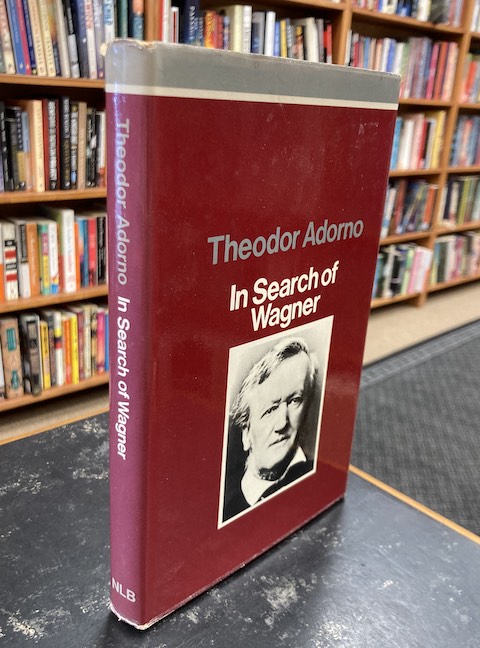 Theodor Adorno In Search of Wagner
NLB
Theodor Adorno
In Search of
Wagner